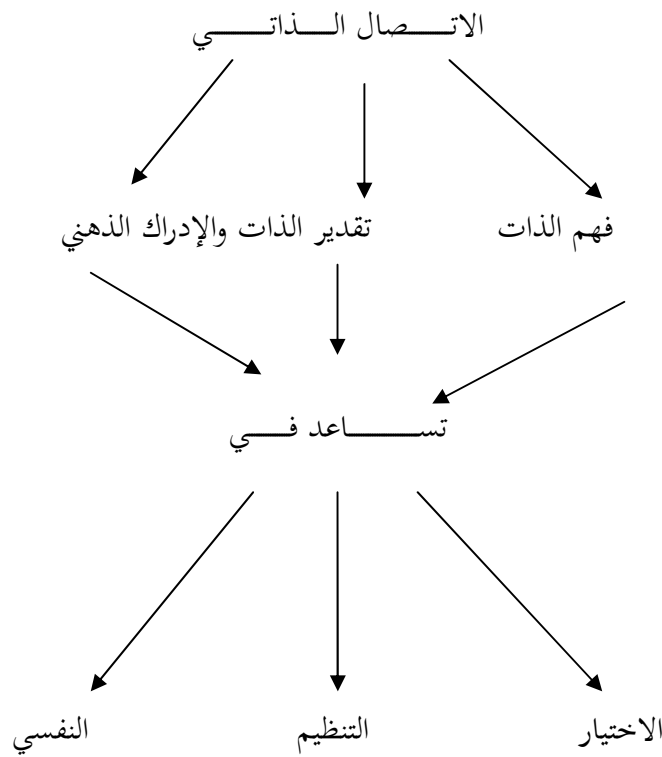 الاتصال الذاتي
فهم الذات تقدير الذات والإدراك الذهني
تساعد في
الاختيار التنظيم النفسي